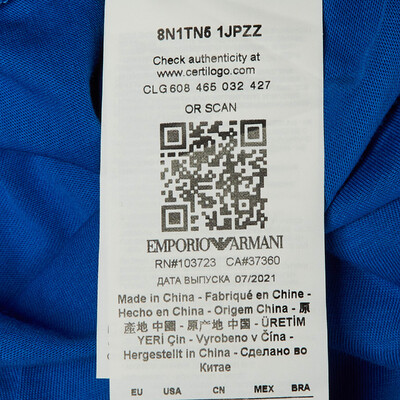 8N1TN5 1JPZZ
Check authenticity at
www.certilogo.com
CLG 608 465 032 427
OR SCAN
EMPORIO ARMANI
RN#103723 CA#37360
ДАТА ВЫПУСКА 07/2021
Made in China - Fabriqué en Chine -
Hecho en China - Origem China - 原
産地 中國 - 原产地 中国 - ÜRETİM
YERİ Çin - Vyrobeno v Čína -
Hergestellt in China - Сделано во
Китае
EU USA CN MEX BRA